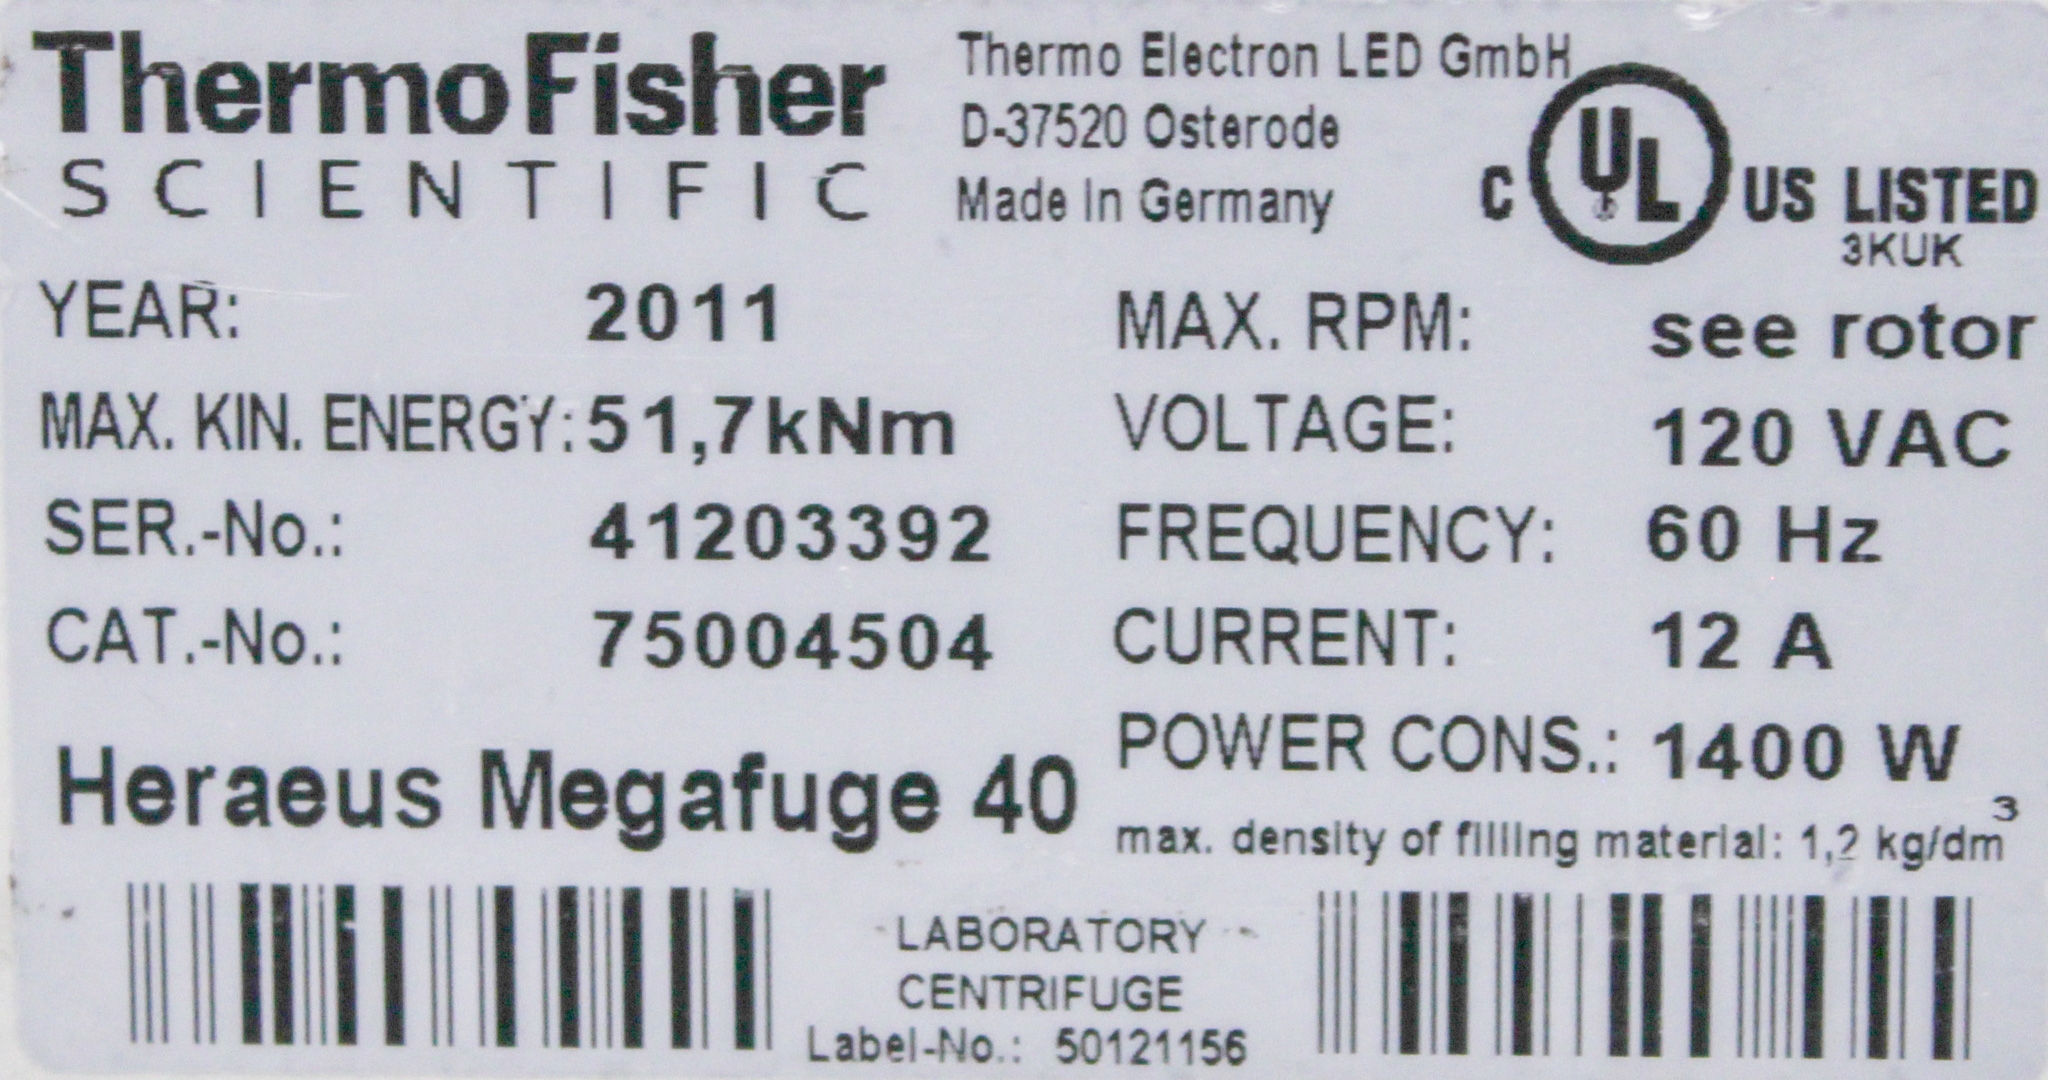 ThermoFisher
SCIENTIFIC
Thermo Electron LED GmbH
D-37520 Osterode
Made in Germany
C UL US LISTED
3KUK
YEAR: 2011
MAX. KIN. ENERGY: 51,7kNm
SER.-No.: 41203392
CAT.-No.: 75004504
Heraeus Megafuge 40
MAX. RPM: see rotor
VOLTAGE: 120 VAC
FREQUENCY: 60 Hz
CURRENT: 12 A
POWER CONS.: 1400 W
max. density of filling material: 1,2 kg/dm³
LABORATORY
CENTRIFUGE
Label-No.: 50121156